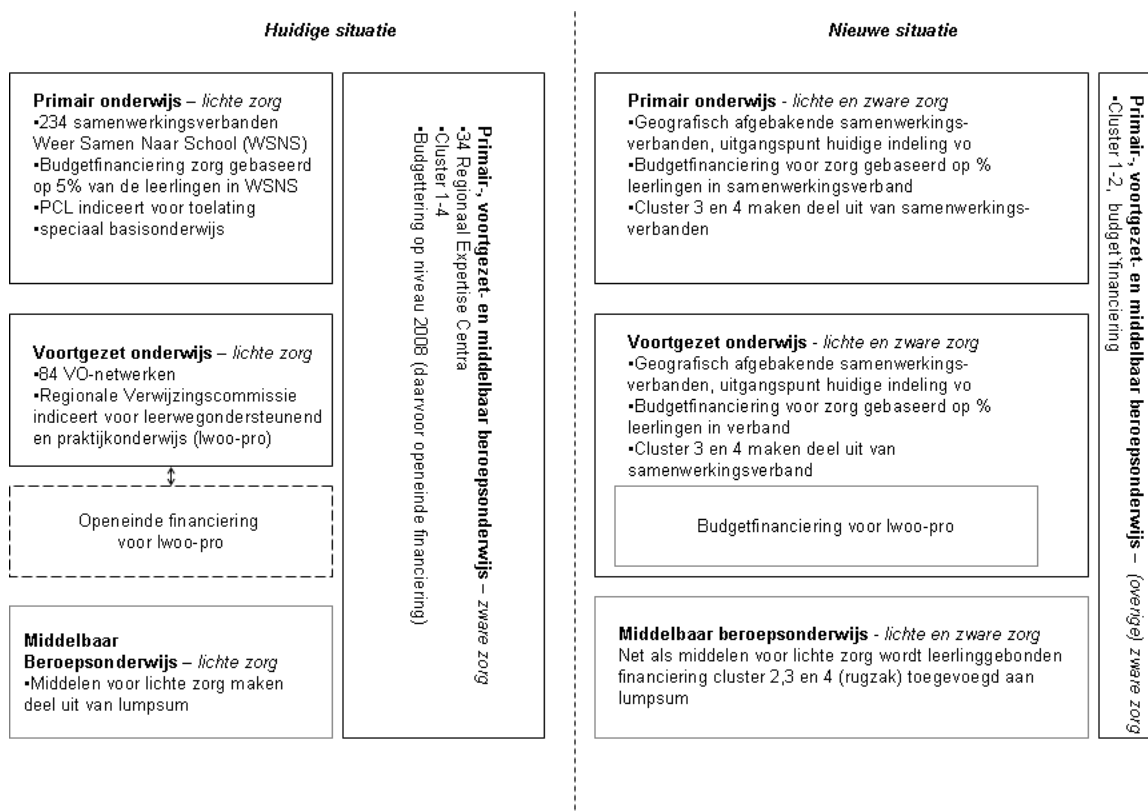 Huidige situatie
Primair onderwijs – lichte zorg
▪234 samenwerkingsverbanden
Weer Samen Naar School (WSNS)
▪Budgetfinanciering zorg gebaseerd
op 5% van de leerlingen in WSNS
▪PCL indiceert voor toelating
▪speciaal basisonderwijs
Voortgezet onderwijs – lichte zorg
▪84 VO-netwerken
▪Regionale Verwijzingscommissie
indiceert voor leerwegondersteunend
en praktijkonderwijs (lwoo-pro)
Openeinde financiering
voor lwoo-pro
Middelbaar
Beroepsonderwijs – lichte zorg
▪Middelen voor lichte zorg maken
deel uit van lumpsum
Primair-, voortgezet- en middelbaar beroepsonderwijs – zware zorg
▪34 Regionaal Expertise Centra
▪Cluster 1-4
▪Budgettering op niveau 2008 (daarvoor openeinde financiering)
Nieuwe situatie
Primair onderwijs - lichte en zware zorg
▪Geografisch afgebakende samenwerkings-
verbanden, uitgangspunt huidige indeling vo
▪Budgetfinanciering voor zorg gebaseerd op %
leerlingen in samenwerkingsverband
▪Cluster 3 en 4 maken deel uit van samenwerkings-
verbanden
Voortgezet onderwijs - lichte en zware zorg
▪Geografisch afgebakende samenwerkings-
verbanden, uitgangspunt huidige indeling vo
▪Budgetfinanciering voor zorg gebaseerd op %
leerlingen in verband
▪Cluster 3 en 4 maken deel uit van
samenwerkingsverband
Budgetfinanciering voor lwoo-pro
Middelbaar beroepsonderwijs - lichte en zware zorg
Net als middelen voor lichte zorg wordt leerlinggebonden
financiering cluster 2,3 en 4 (rugzak) toegevoegd aan
lumpsum
Primair-, voortgezet- en middelbaar beroepsonderwijs – (overige) zware zorg
▪Cluster 1-2, budget`financiering